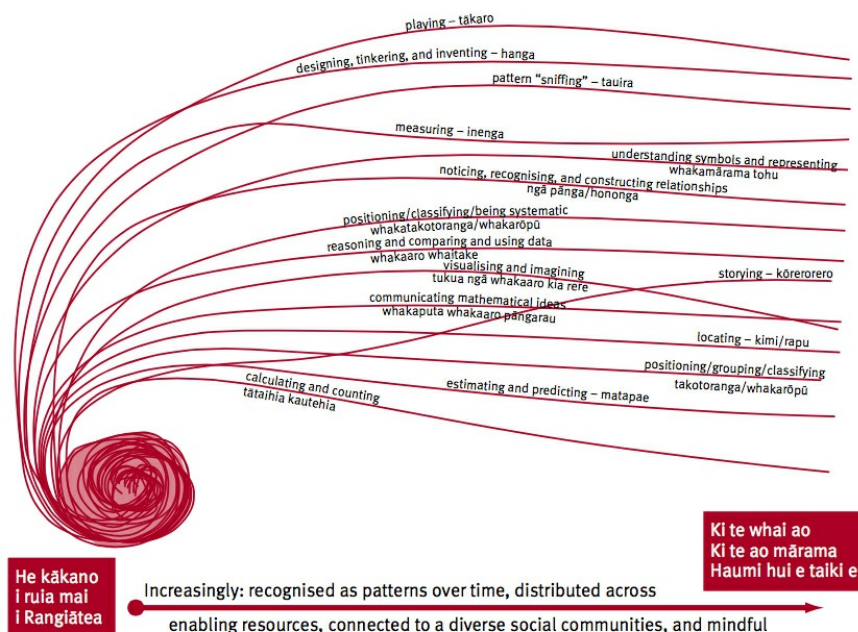 playing – tākaro
designing, tinkering, and inventing – hanga
pattern “sniffing” – tauira
measuring – inenga
understanding symbols and representing
whakamārama tohu
noticing, recognising, and constructing relationships
ngā pānga/hononga
positioning/classifying/being systematic
whakatakotoranga/whakarōpū
reasoning and comparing and using data
whakaaro whaitake
visualising and imagining
tukua ngā whakaaro kia rere
storying – kōrerorero
communicating mathematical ideas
whakaputa whakaaro pāngarau
locating – kimi/rapu
positioning/grouping/classifying
takotoranga/whakarōpū
calculating and counting
tātaihia kautehia
estimating and predicting – matapae
Ki te whai ao
Ki te ao mārama
Haumi hui e taiki e
He kākano
i ruia mai
i Rangiātea
Increasingly: recognised as patterns over time, distributed across
enabling resources, connected to a diverse social communities, and mindful